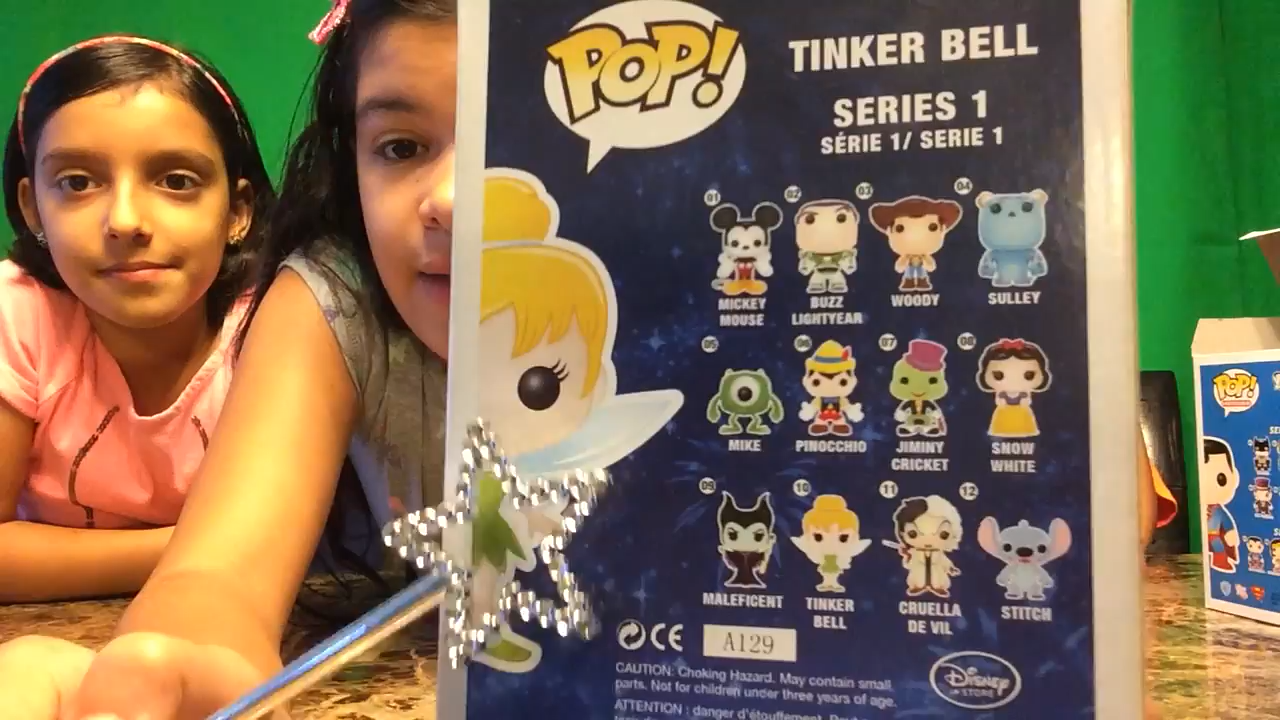 POP!
TINKER BELL
SERIES 1
SÉRIE 1/ SERIE 1
01 02 03 04
MICKEY MOUSE
BUZZ LIGHTYEAR
WOODY
SULLEY
05 06 07 08
MIKE
PINOCCHIO
JIMINY CRICKET
SNOW WHITE
09 10 11 12
MALEFICENT
TINKER BELL
CRUELLA DE VIL
STITCH
CE
A129
CAUTION: Choking Hazard. May contain small
parts. Not for children under three years of age.
ATTENTION : danger d'étouffement.
DISNEY
IN STORE
POP!